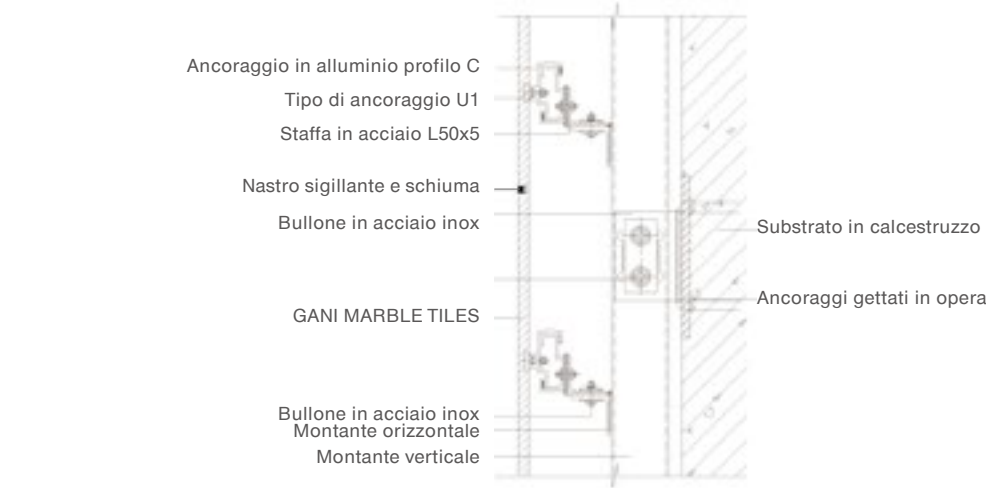 Ancoraggio in alluminio profilo C
Tipo di ancoraggio U1
Staffa in acciaio L50x5
Nastro sigillante e schiuma
Bullone in acciaio inox
Substrato in calcestruzzo
Ancoraggi gettati in opera
GANI MARBLE TILES
Bullone in acciaio inox
Montante orizzontale
Montante verticale